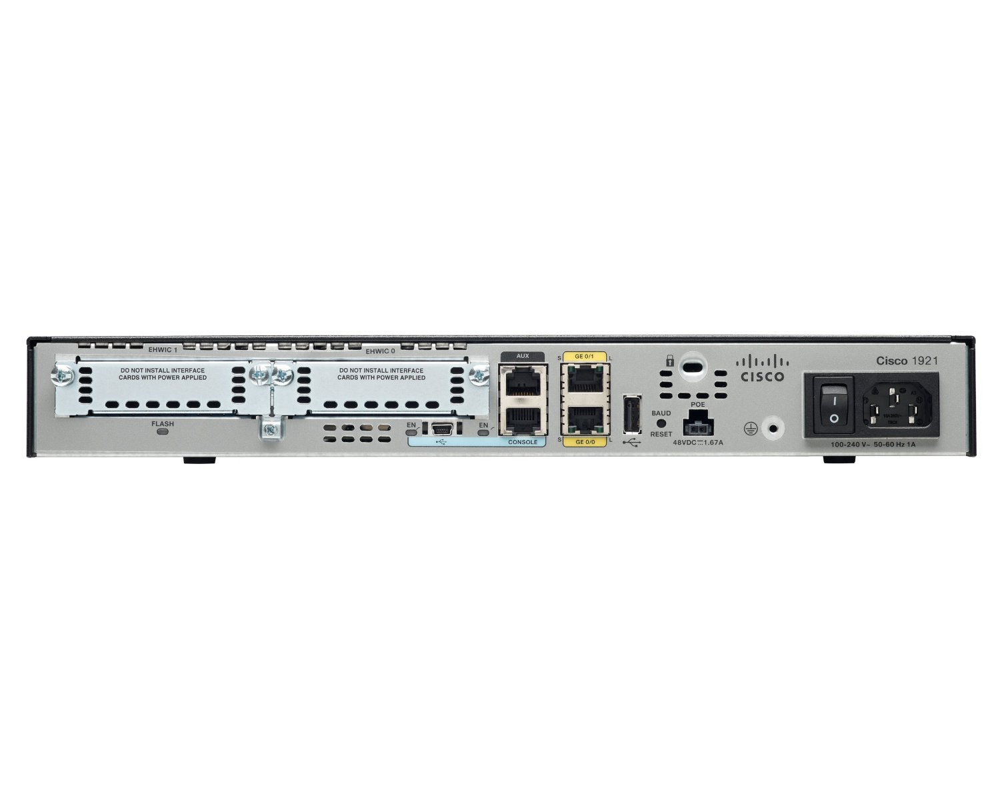 EHWIC 1
EHWIC 0
DO NOT INSTALL INTERFACE
CARDS WITH POWER APPLIED
DO NOT INSTALL INTERFACE
CARDS WITH POWER APPLIED
FLASH
EN
EN
AUX
CONSOLE
S GE 0/1 L
S GE 0/0 L
BAUD
RESET
POE
48VDC⎓1.67A
CISCO
Cisco 1921
I
O
100-240 V~ 50-60 Hz 1A